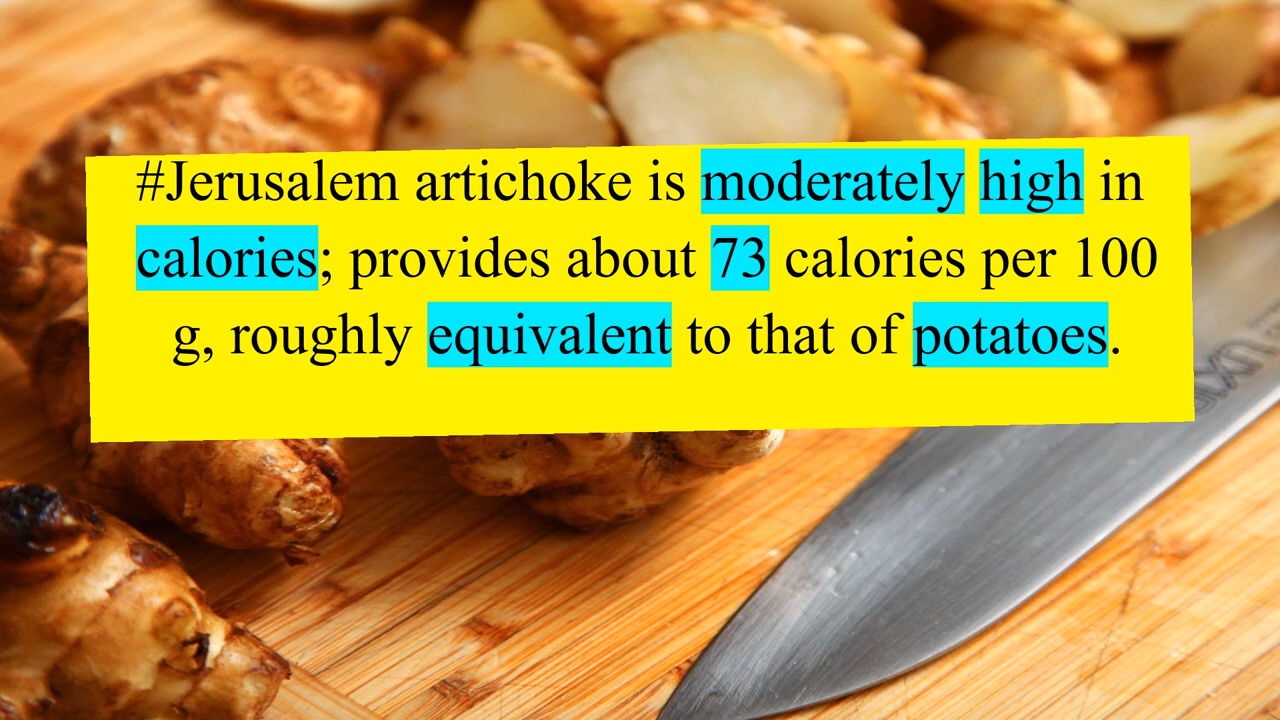 #Jerusalem artichoke is moderately high in
calories; provides about 73 calories per 100
g, roughly equivalent to that of potatoes.